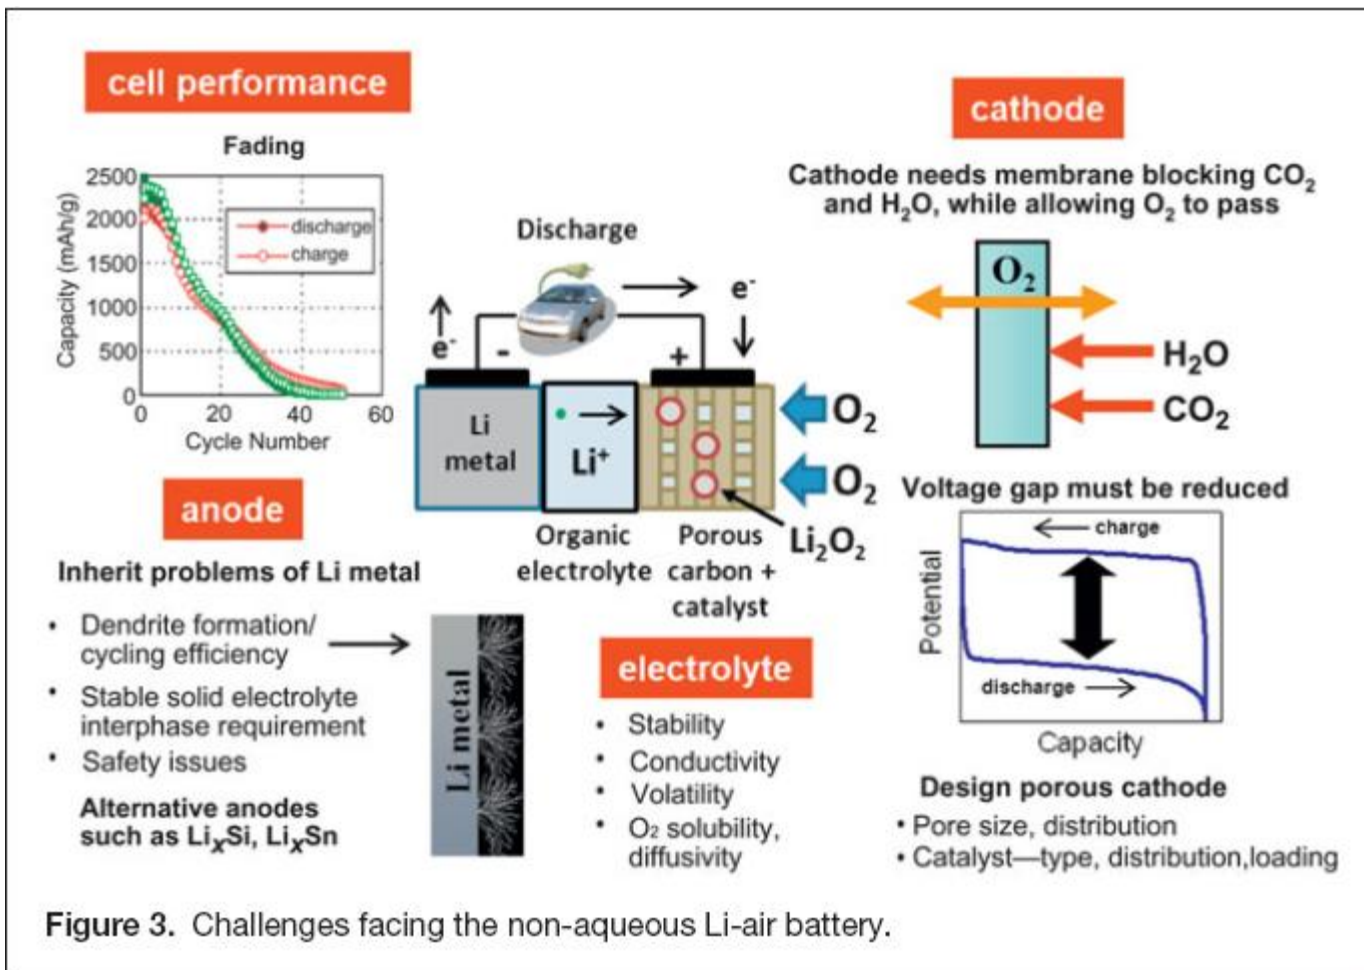 cell performance
Fading
2500
2000
1500
1000
500
0
Capacity (mAh/g)
discharge
charge
0
20
40
60
Cycle Number
Discharge
e-
e-
-
+
Li
metal
Li+
O2
O2
Li2O2
Organic
electrolyte
Porous
carbon +
catalyst
cathode
Cathode needs membrane blocking CO2
and H2O, while allowing O2 to pass
O2
H2O
CO2
Voltage gap must be reduced
charge
Potential
discharge
Capacity
Design porous cathode
• Pore size, distribution
• Catalyst—type, distribution,loading
anode
Inherit problems of Li metal
• Dendrite formation/
cycling efficiency
• Stable solid electrolyte
interphase requirement
• Safety issues
Alternative anodes
such as LixSi, LixSn
Li metal
electrolyte
• Stability
• Conductivity
• Volatility
• O2 solubility,
diffusivity
Figure 3. Challenges facing the non-aqueous Li-air battery.